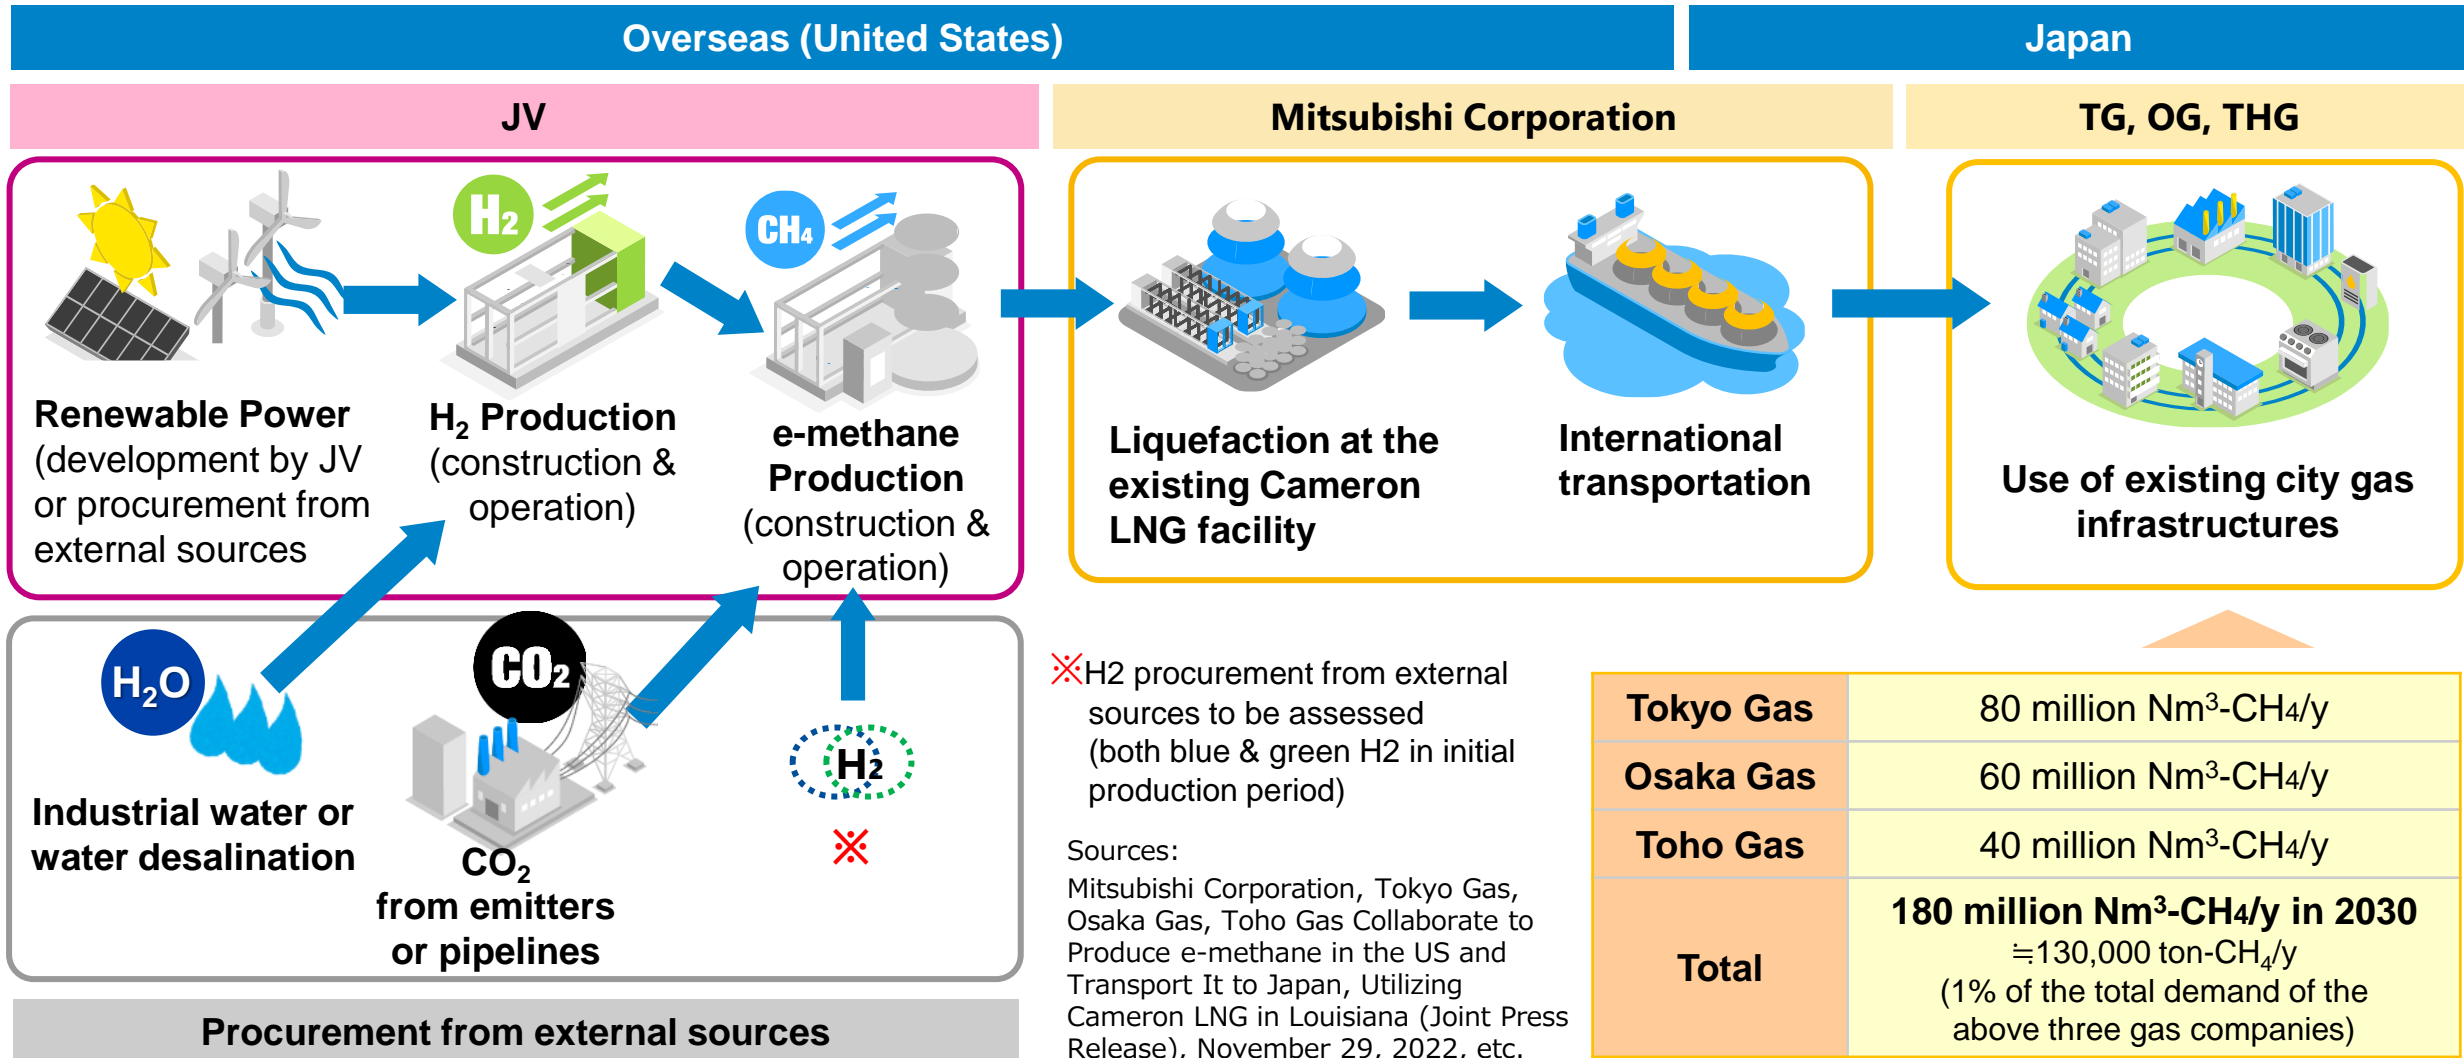 Overseas (United States)
Japan
JV
Mitsubishi Corporation
TG, OG, THG
H2
CH4
Renewable Power
(development by JV
or procurement from
external sources
H2 Production
(construction &
operation)
e-methane
Production
(construction &
operation)
Liquefaction at the
existing Cameron
LNG facility
International
transportation
Use of existing city gas
infrastructures
H2O
Industrial water or
water desalination
CO2
CO2
from emitters
or pipelines
H2
※
Procurement from external sources
※H2 procurement from external
sources to be assessed
(both blue & green H2 in initial
production period)
Sources:
Mitsubishi Corporation, Tokyo Gas,
Osaka Gas, Toho Gas Collaborate to
Produce e-methane in the US and
Transport It to Japan, Utilizing
Cameron LNG in Louisiana (Joint Press
Release), November 29, 2022, etc.
Tokyo Gas
80 million Nm³-CH4/y
Osaka Gas
60 million Nm³-CH4/y
Toho Gas
40 million Nm³-CH4/y
Total
180 million Nm³-CH4/y in 2030
≒130,000 ton-CH4/y
(1% of the total demand of the
above three gas companies)